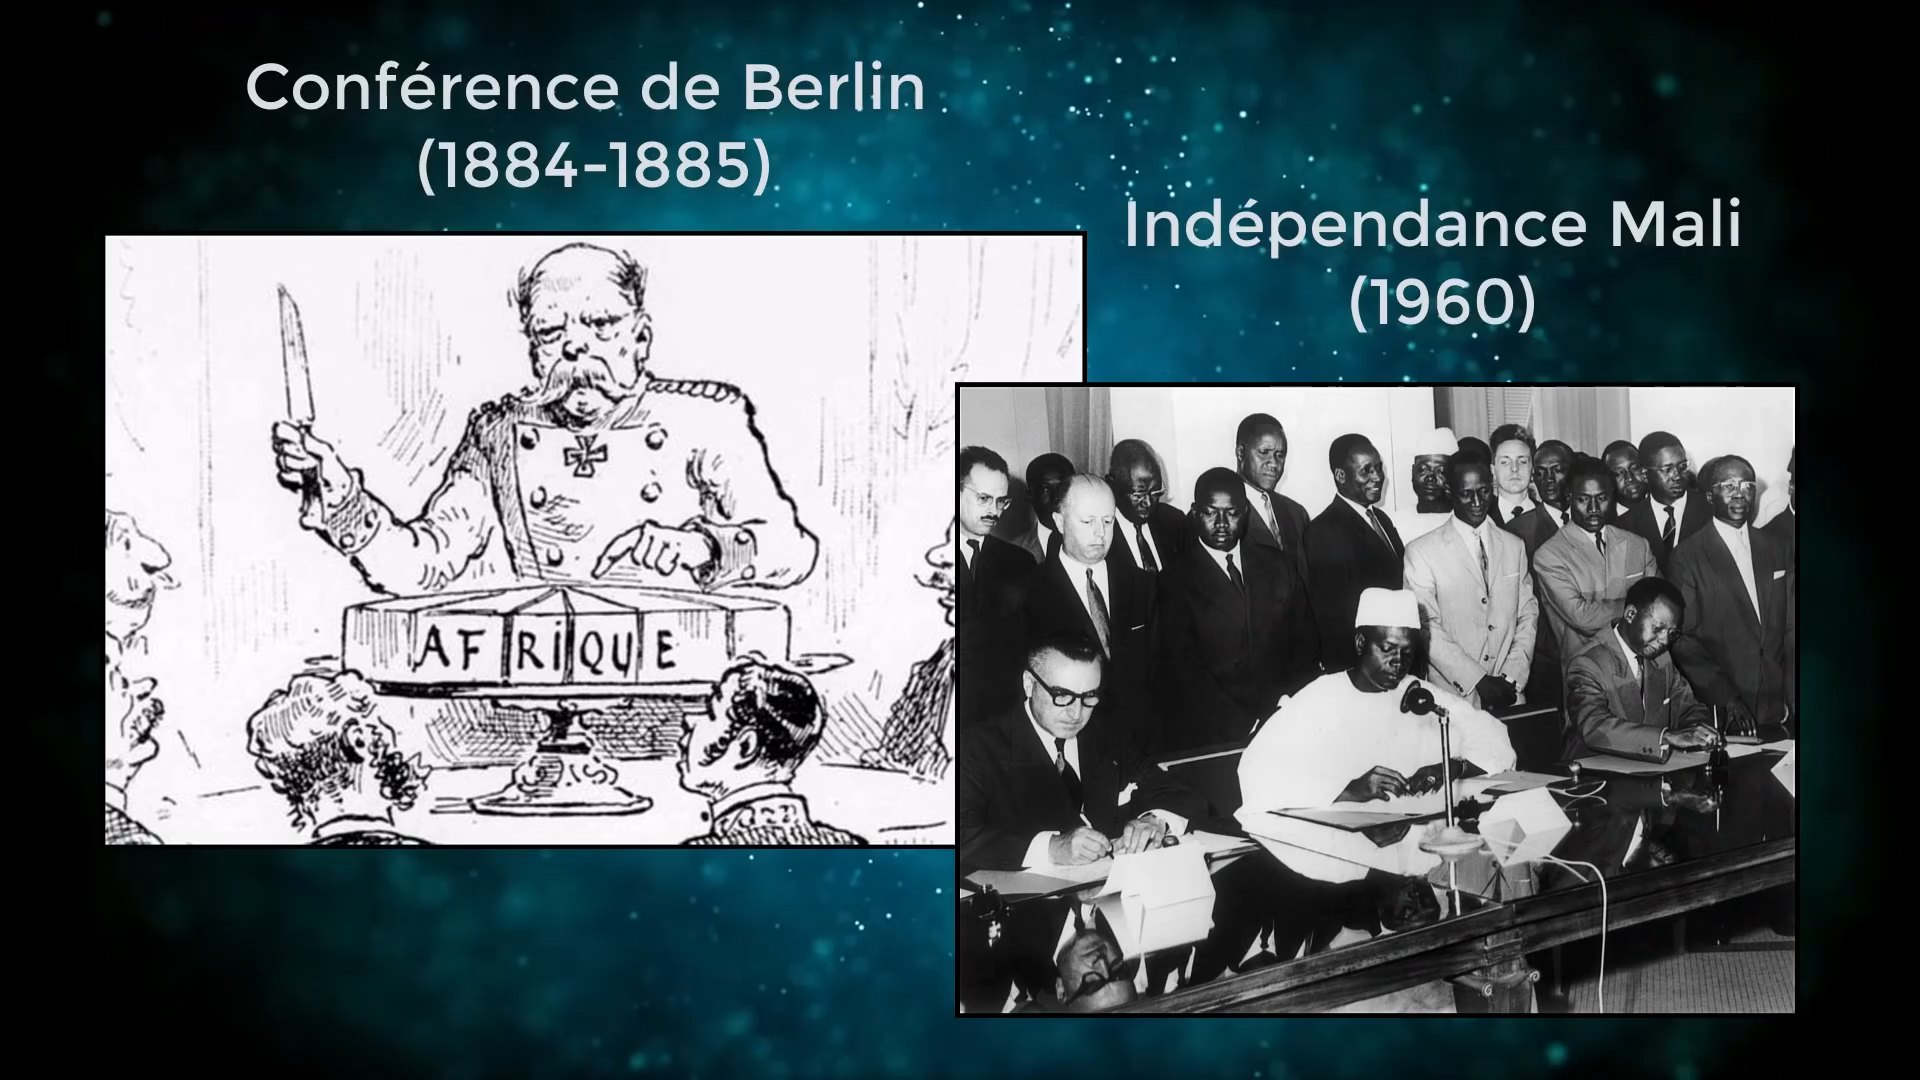 Conférence de Berlin
(1884-1885)
Indépendance Mali
(1960)
AFRIQUE